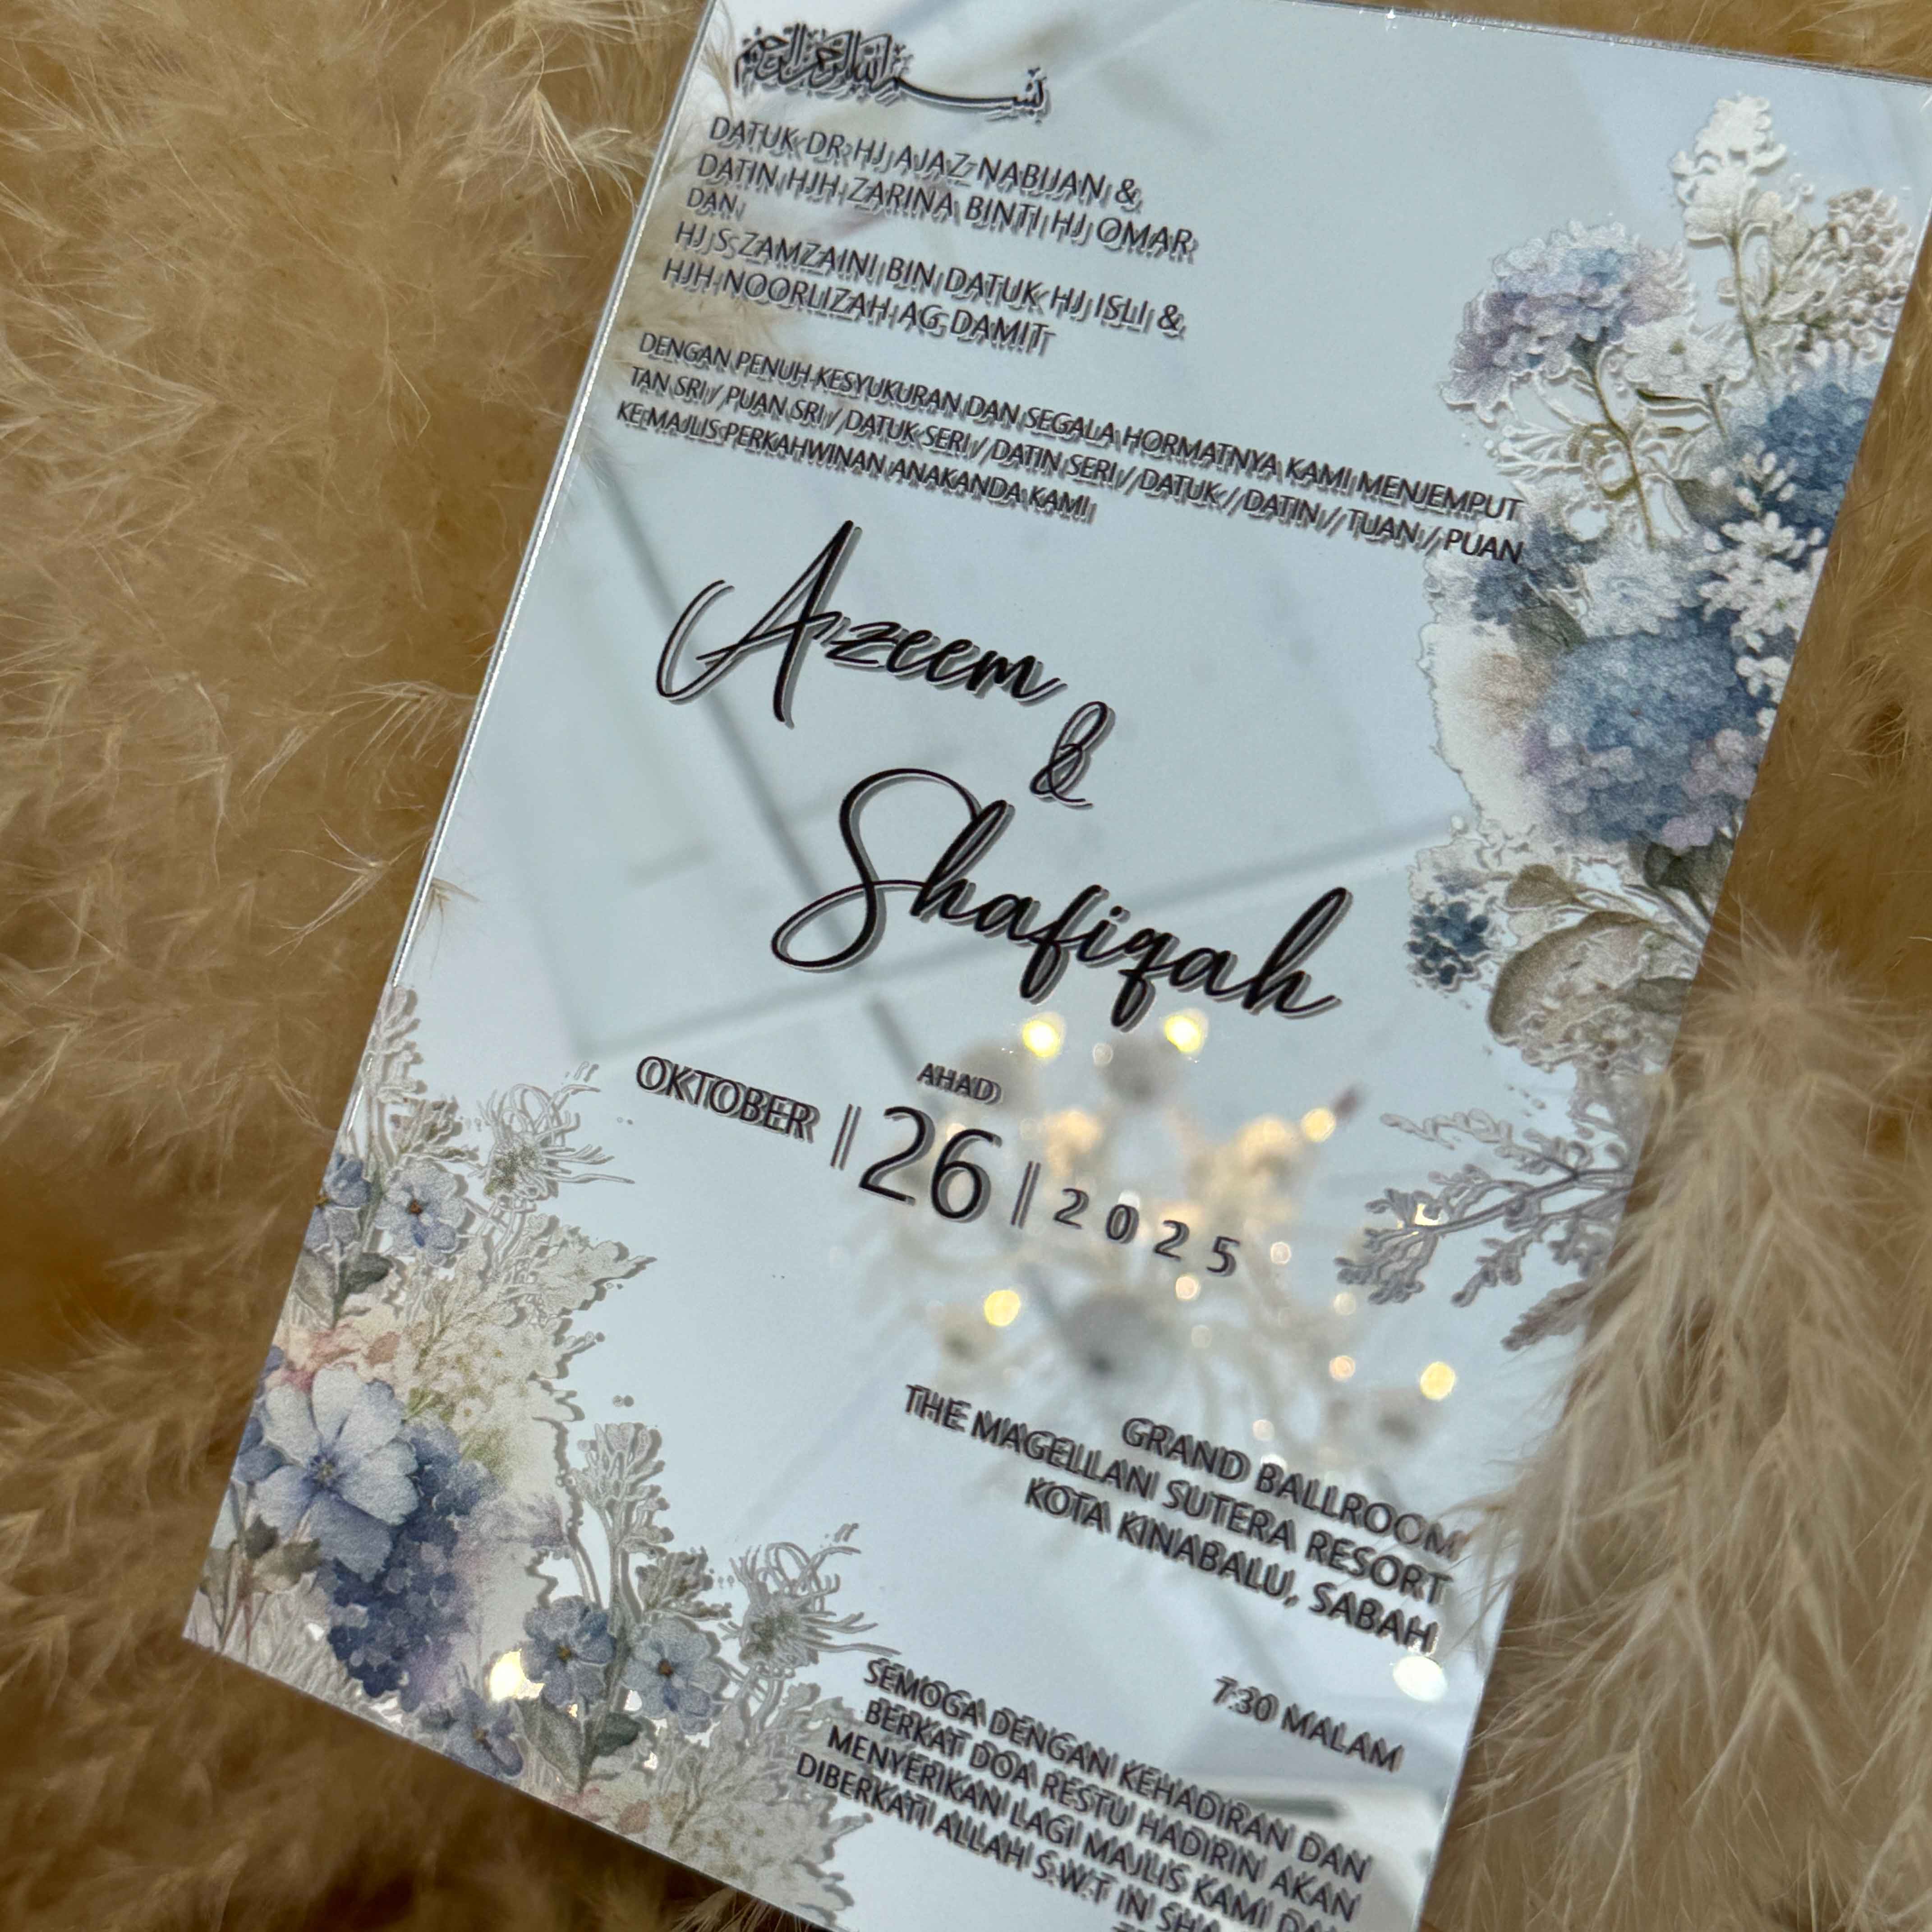 بسم الله الرحمن الرحيم
DATUK DR HJ AJAZ NABIJAN &
DATIN HJH ZARINA BINTI HJ OMAR
DAN
HJ S ZAMZAINI BIN DATUK HJ ISLI &
HJH NOORLIZAH AG DAMIT
DENGAN PENUH KESYUKURAN DAN SEGALA HORMATNYA KAMI MENJEMPUT
TAN SRI / PUAN SRI / DATUK SERI / DATIN SERI / DATUK / DATIN / TUAN / PUAN
KE MAJLIS PERKAHWINAN ANAKANDA KAMI
Azeem
&
Shafiqah
AHAD
OKTOBER | 26 | 2025
GRAND BALLROOM
THE MAGELLAN SUTERA RESORT
KOTA KINABALU, SABAH
7.30 MALAM
SEMOGA DENGAN KEHADIRAN DAN
BERKAT DOA RESTU HADIRIN AKAN
MENYERIKAN LAGI MAJLIS KAMI DAN
DIBERKATI ALLAH S.W.T IN